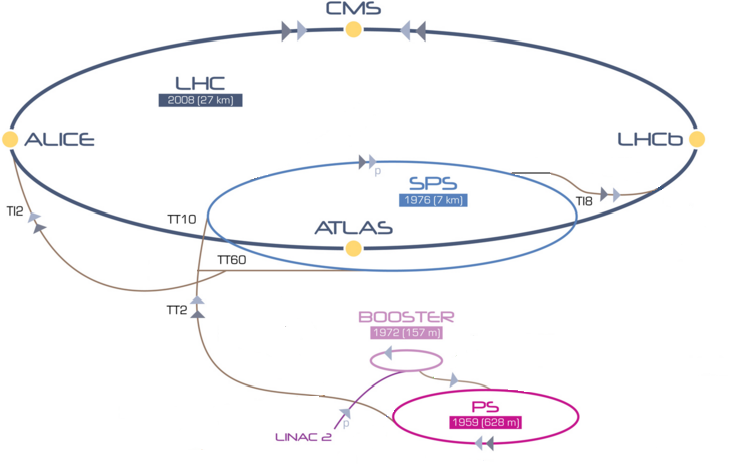 CMS
LHC
2008 (27 km)
ALICE
LHCb
p
SPS
1976 (7 km)
TI8
TI2
TT10
ATLAS
TT60
TT2
BOOSTER
1972 (157 m)
PS
1959 (628 m)
p
LINAC 2